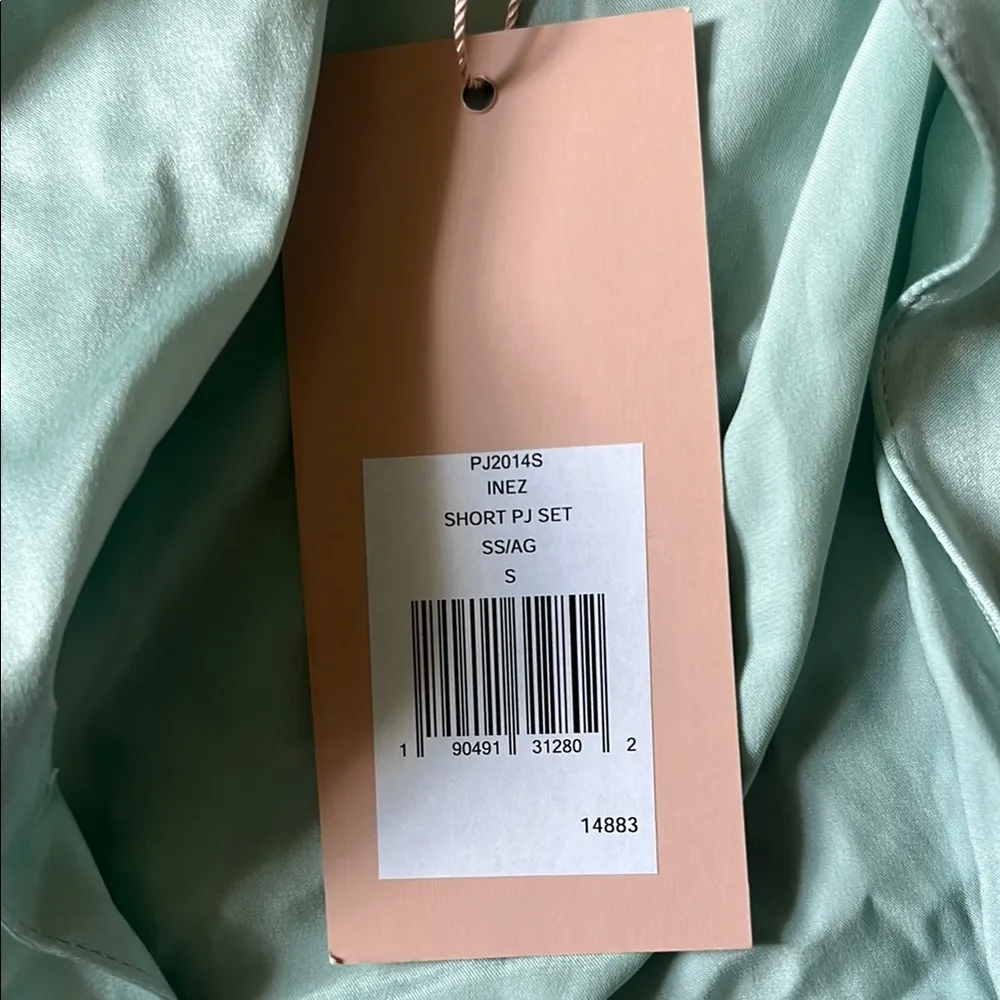 PJ2014S
INEZ
SHORT PJ SET
SS/AG
S
1 90491 31280 2
14883